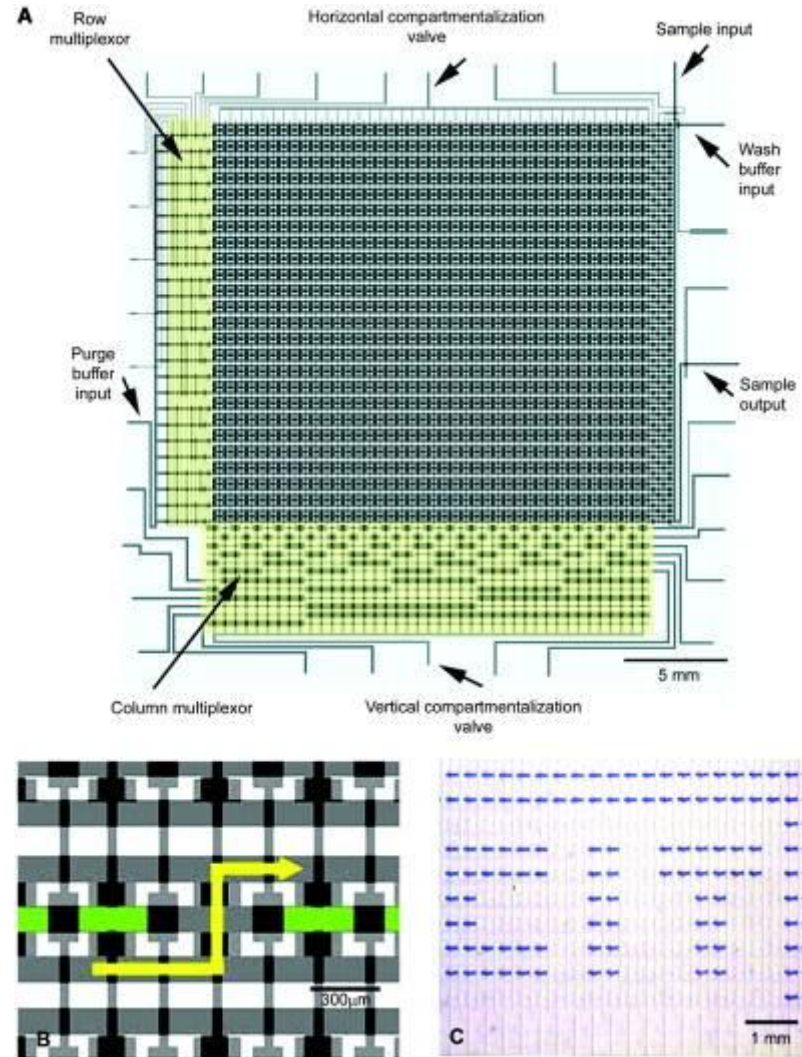 A
Row
multiplexor
Horizontal compartmentalization
valve
Sample input
Wash
buffer
input
Purge
buffer
input
Sample
output
Column multiplexor
Vertical compartmentalization
valve
5 mm
300µm
B
C
1 mm